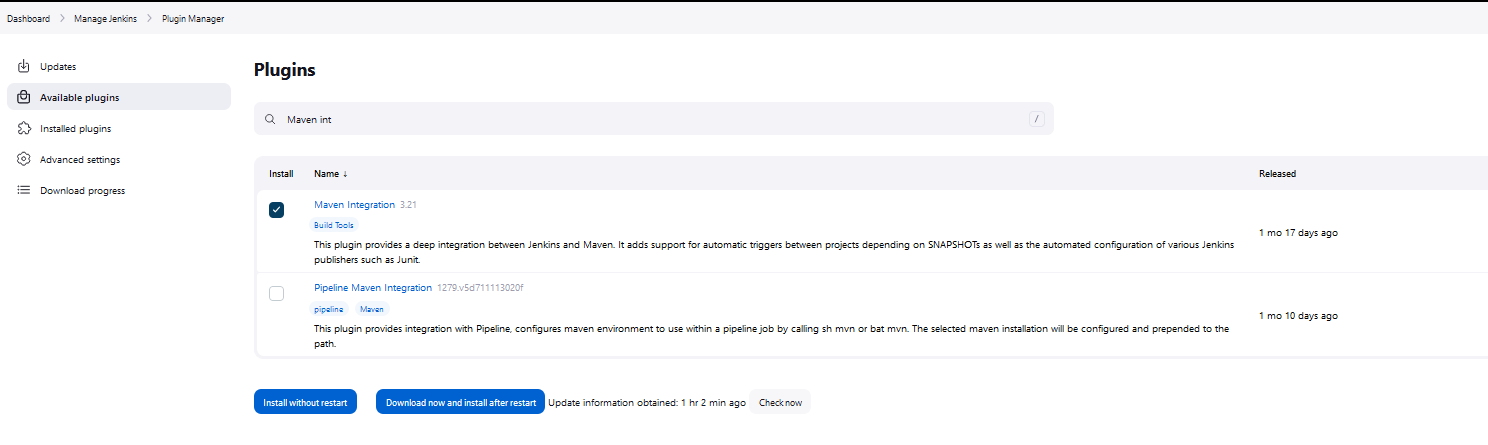 Dashboard > Manage Jenkins > Plugin Manager
Updates
Available plugins
Installed plugins
Advanced settings
Download progress
Plugins
Maven int /
Install Name ↓ Released
Maven Integration 3.21
Build Tools
This plugin provides a deep integration between Jenkins and Maven. It adds support for automatic triggers between projects depending on SNAPSHOTs as well as the automated configuration of various Jenkins
publishers such as Junit.
1 mo 17 days ago
Pipeline Maven Integration 1279.v5d711113020f
pipeline Maven
This plugin provides integration with Pipeline, configures maven environment to use within a pipeline job by calling sh mvn or bat mvn. The selected maven installation will be configured and prepended to the
path.
1 mo 10 days ago
Install without restart Download now and install after restart Update information obtained: 1 hr 2 min ago Check now